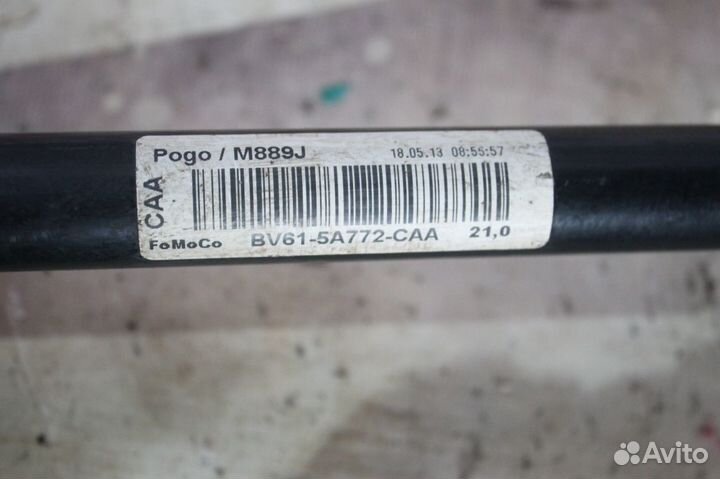 Pogo / M889J 18.05.13 08:55:57
CAA
FoMoCo BV61-5A772-CAA 21,0
Avito